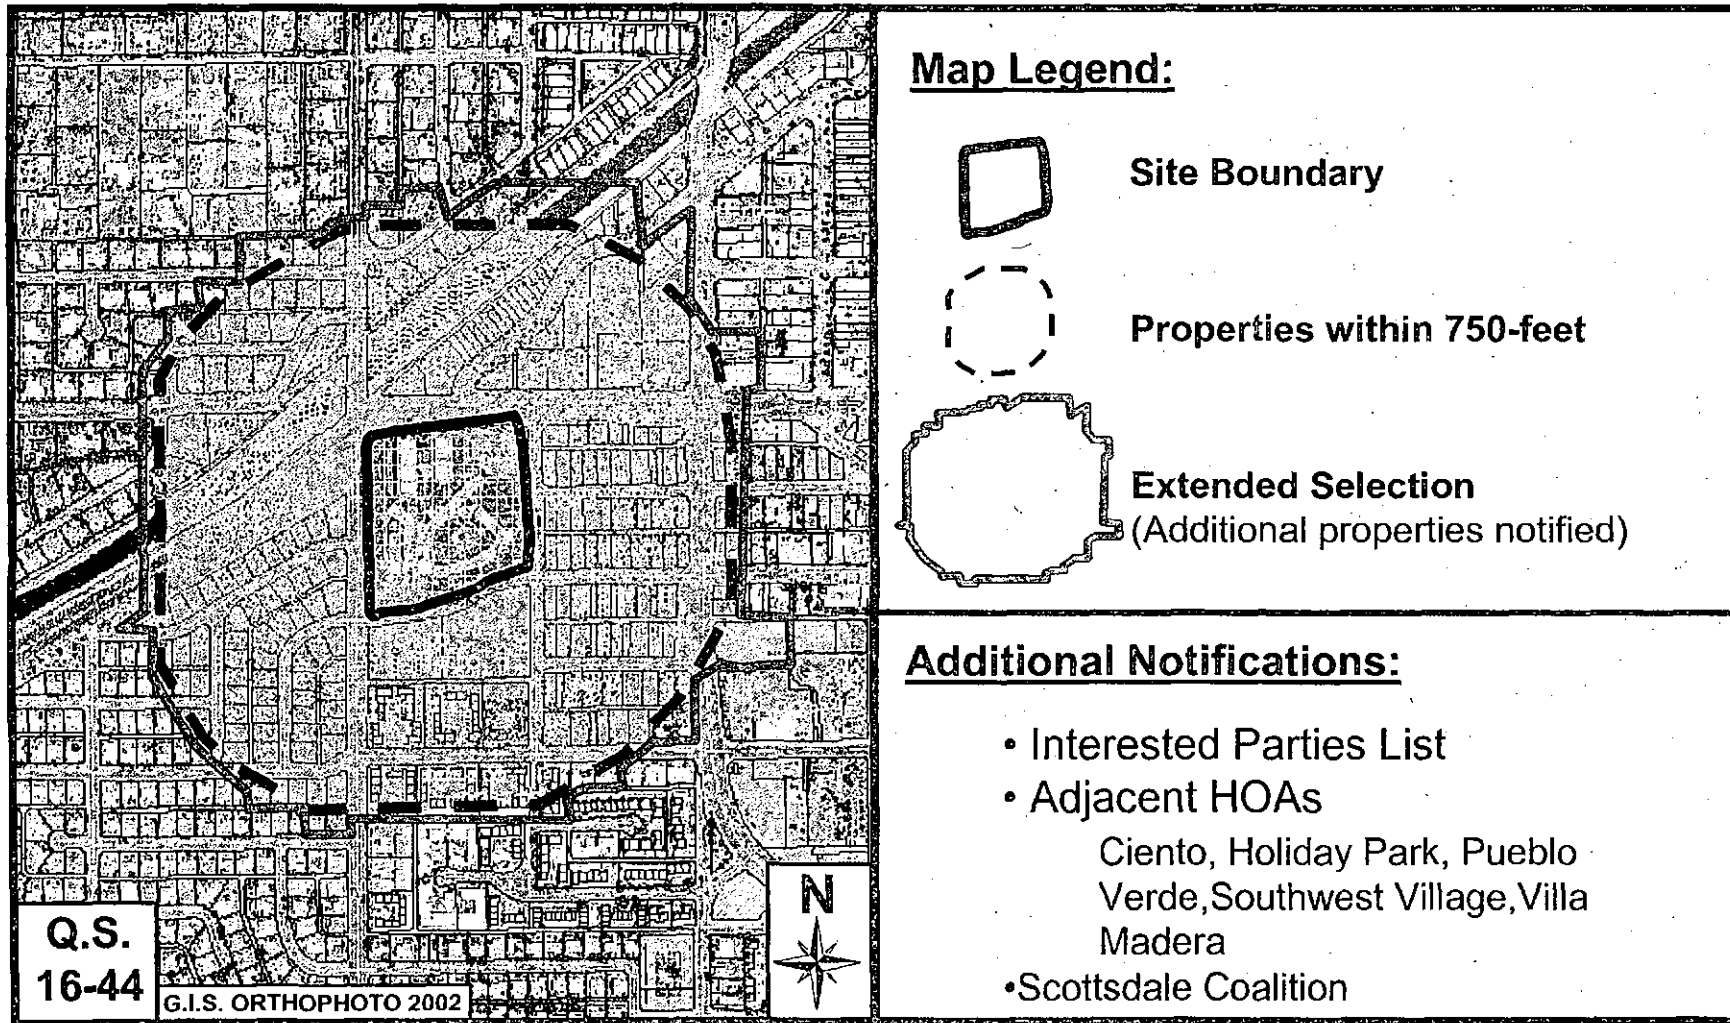 Map Legend:
Site Boundary
Properties within 750-feet
Extended Selection
(Additional properties notified)
Additional Notifications:
• Interested Parties List
• Adjacent HOAs
Ciento, Holiday Park, Pueblo
Verde,Southwest Village,Villa
Madera
•Scottsdale Coalition
Q.S.
16-44
G.I.S. ORTHOPHOTO 2002
N